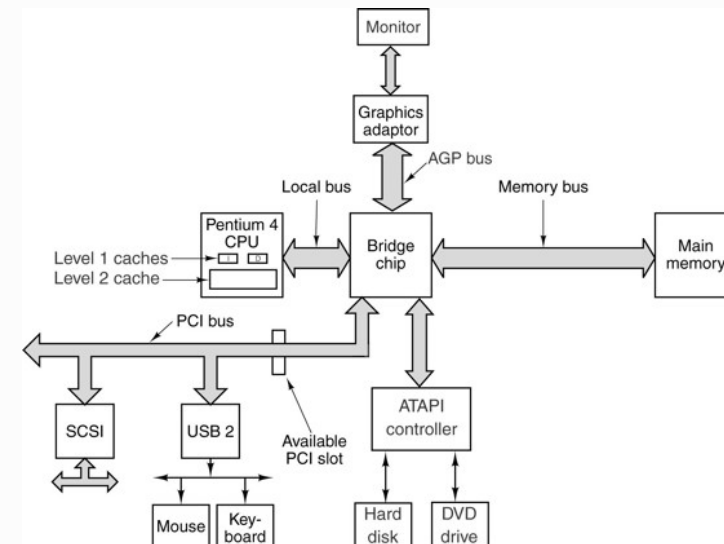 Monitor
Graphics
adaptor
AGP bus
Local bus
Memory bus
Pentium 4
CPU
Level 1 caches
I
D
Level 2 cache
Bridge
chip
Main
memory
PCI bus
SCSI
USB 2
Available
PCI slot
ATAPI
controller
Mouse
Key-
board
Hard
disk
DVD
drive